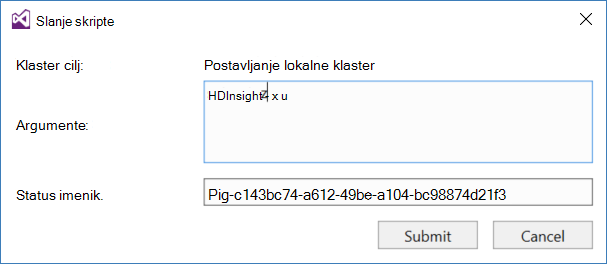 Slanje skripte
Klaster cilj: Postavljanje lokalne klaster
HDInsight x u
Argumente:
Status imenik. Pig-c143bc74-a612-49be-a104-bc98874d21f3
Submit Cancel